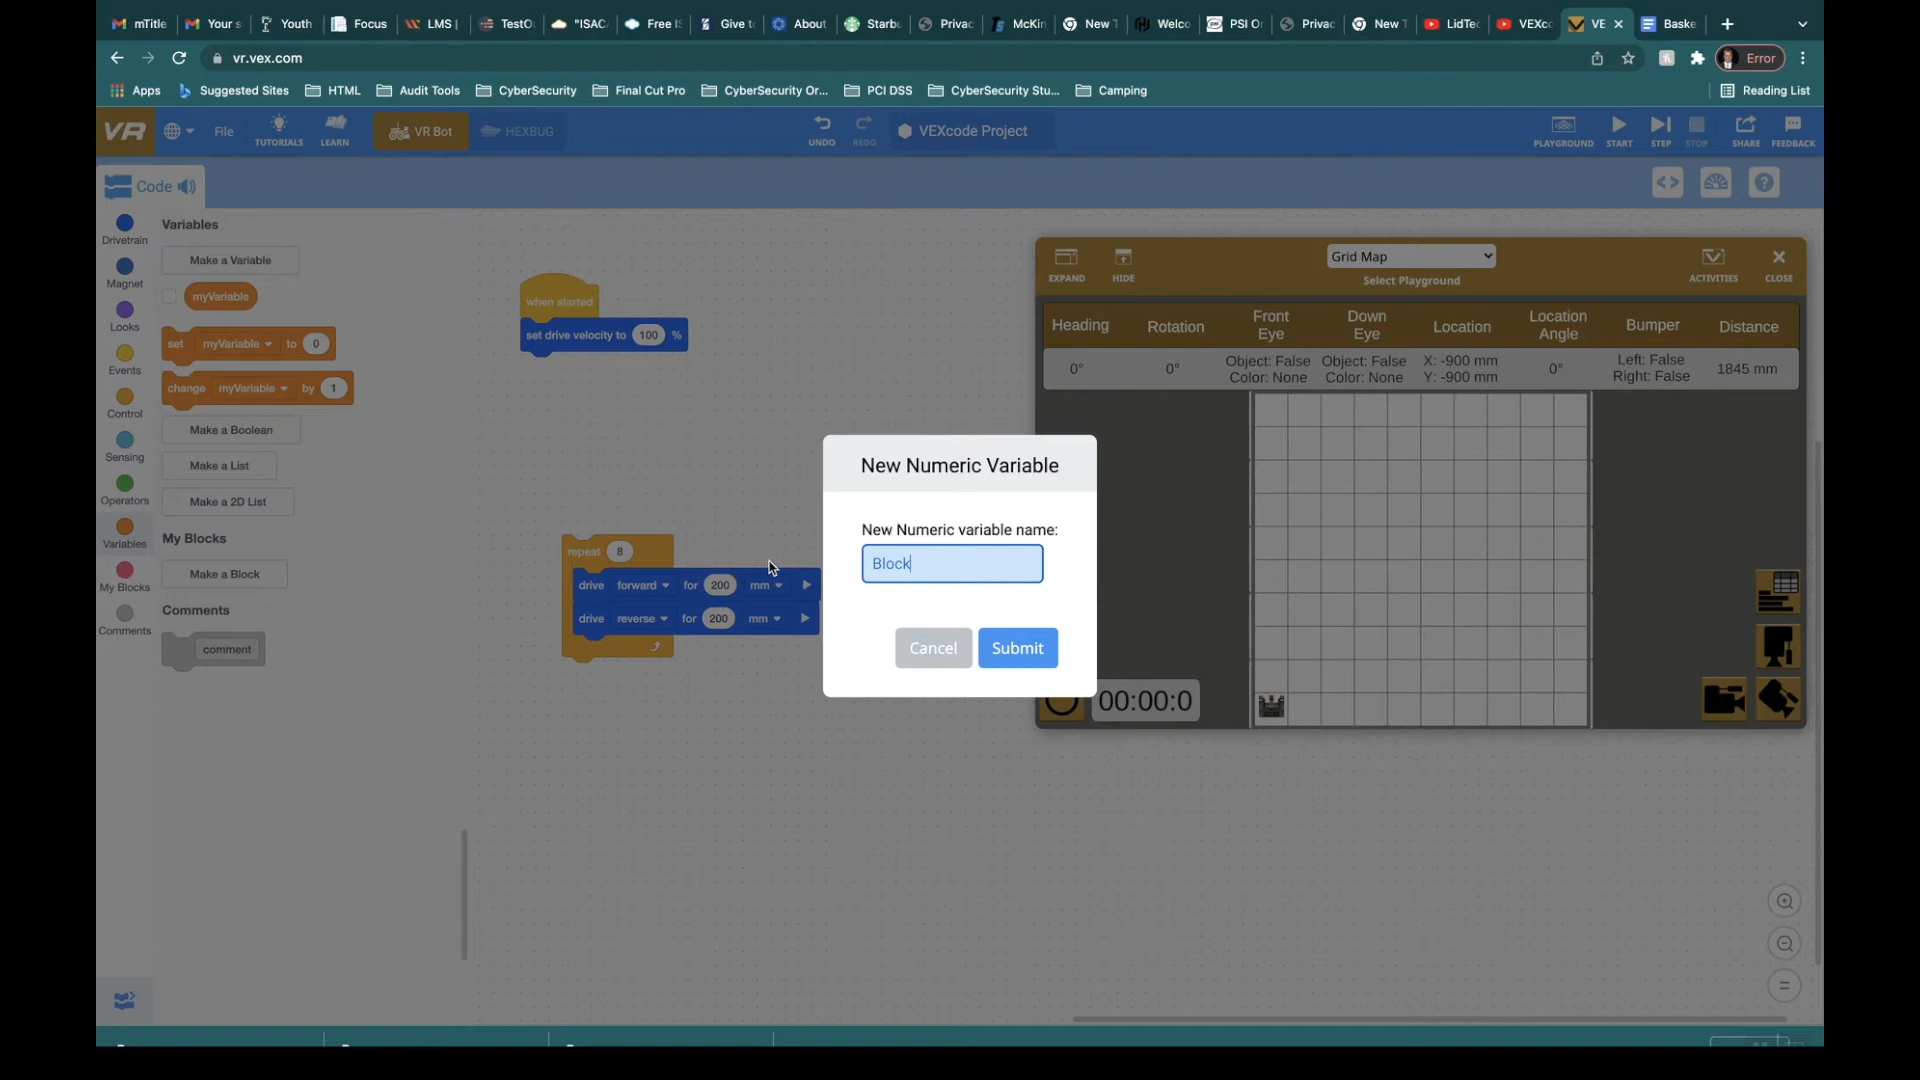 mTitle
Your s
Youth
Focus
LMS |
TestO
"ISAC
Free I
Give to
About
Starbu
Privac
McKin
New T
Welco
PSI O
Privac
New T
LidTec
VEXco
VE
Baske
vr.vex.com
Error
Apps
Suggested Sites
HTML
Audit Tools
CyberSecurity
Final Cut Pro
CyberSecurity Or...
PCI DSS
CyberSecurity Stu...
Camping
Reading List
VR
File
TUTORIALS
LEARN
VR Bot
HEXBUG
UNDO
REDO
VEXcode Project
PLAYGROUND
START
STEP
STOP
SHARE
FEEDBACK
Code
Drivetrain
Magnet
Looks
Events
Control
Sensing
Operators
Variables
My Blocks
Comments
Variables
Make a Variable
myVariable
set myVariable to 0
change myVariable by 1
Make a Boolean
Make a List
Make a 2D List
My Blocks
Make a Block
Comments
comment
when started
set drive velocity to 100 %
repeat 8
drive forward for 200 mm
drive reverse for 200 mm
New Numeric Variable
New Numeric variable name:
Block
Cancel
Submit
EXPAND
HIDE
Grid Map
Select Playground
ACTIVITIES
CLOSE
Heading Rotation Front Eye Down Eye Location Location Angle Bumper Distance
0° 0° Object: False Object: False X: -900 mm 0° Left: False 1845 mm
Color: None Color: None Y: -900 mm Right: False
00:00:0